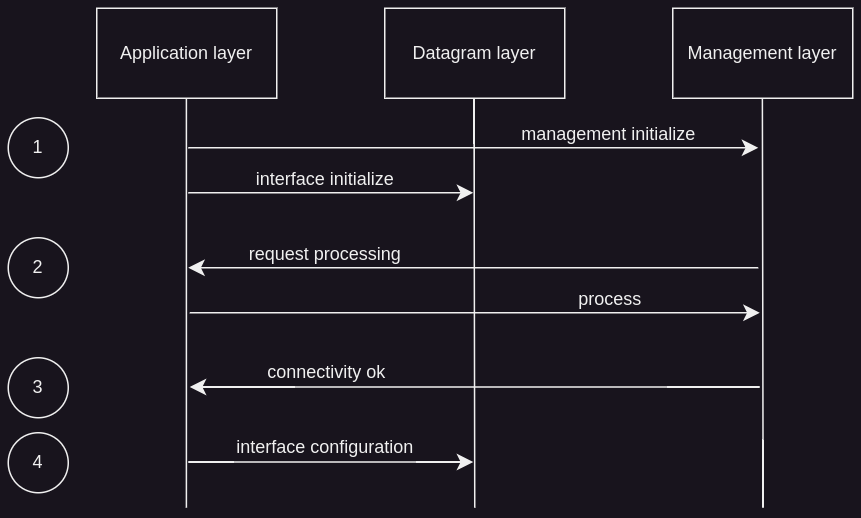 Application layer
Datagram layer
Management layer
1
management initialize
interface initialize
2
request processing
process
3
connectivity ok
4
interface configuration